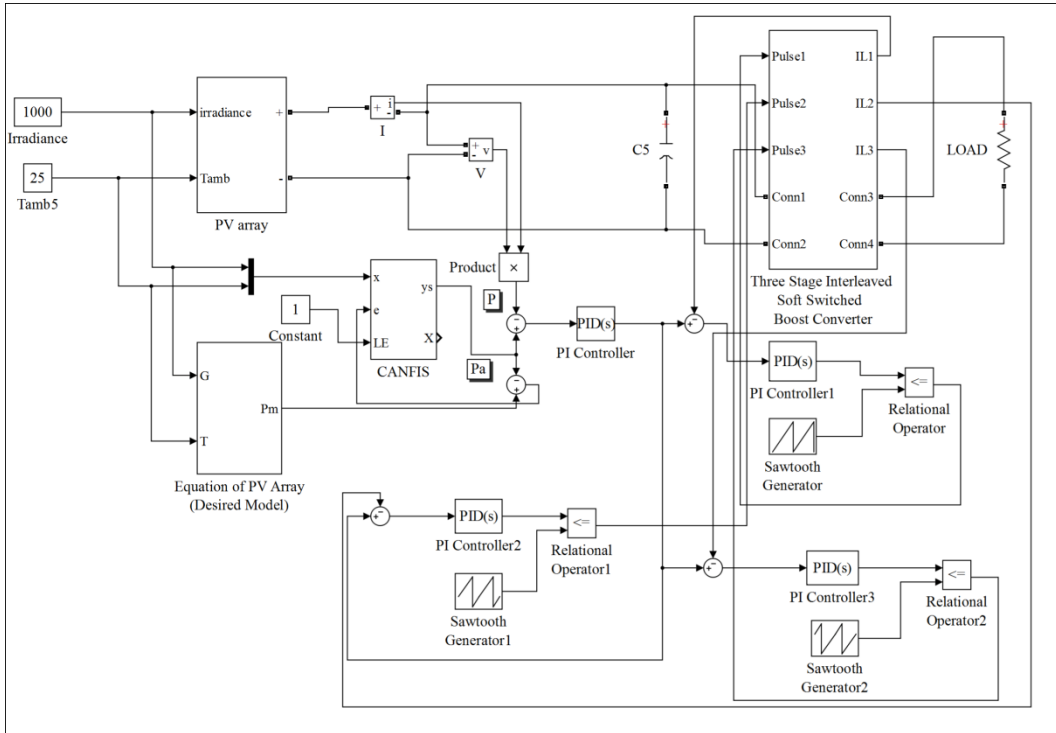 1000
Irradiance
25
Tamb5
irradiance
Tamb
+
-
PV array
+
-
i
I
+
-
v
V
C5
+
Pulse1
Pulse2
Pulse3
Conn1
Conn2
IL1
IL2
IL3
Conn3
Conn4
Three Stage Interleaved
Soft Switched
Boost Converter
+
LOAD
Product
×
P
1
Constant
x
e
LE
ys
X
CANFIS
Pa
PID(s)
PI Controller
G
T
Pm
Equation of PV Array
(Desired Model)
PID(s)
PI Controller1
<=
Relational
Operator
Sawtooth
Generator
PID(s)
PI Controller2
<=
Relational
Operator1
Sawtooth
Generator1
PID(s)
PI Controller3
<=
Relational
Operator2
Sawtooth
Generator2